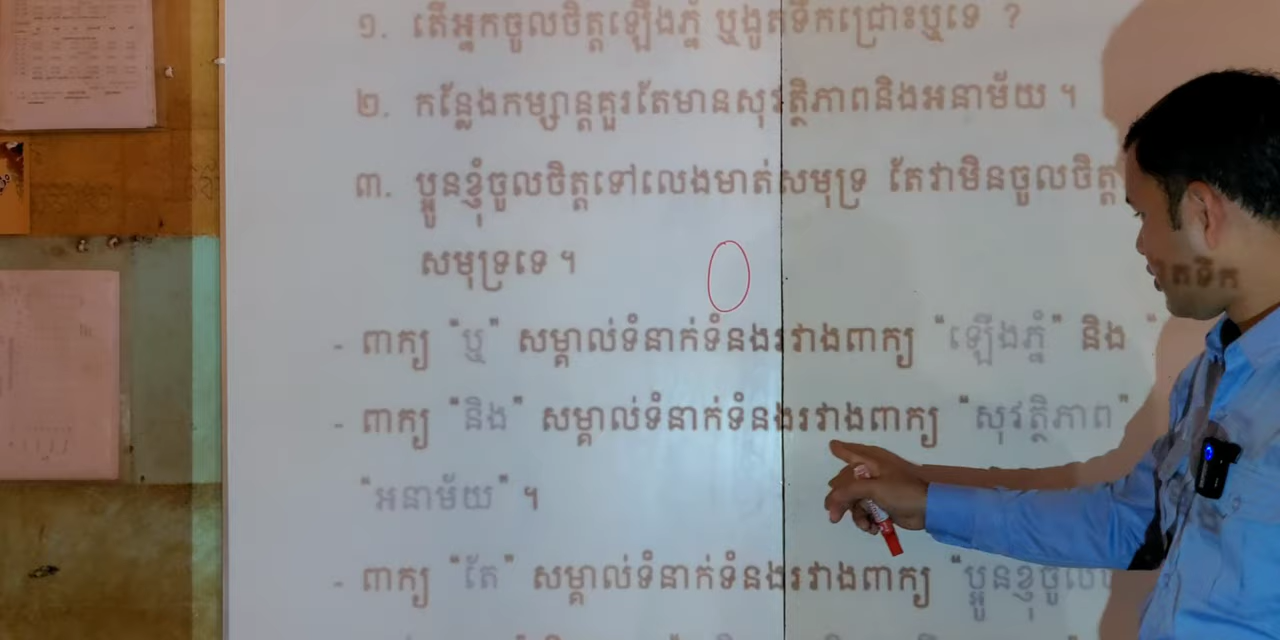 ១. តើអ្នកចូលចិត្តឡើងភ្នំ ឬងូតទឹកជ្រោះឬទេ ?
២. កន្លែងកម្សាន្តគួរតែមានសុវត្ថិភាពនិងអនាម័យ ។
៣. ប្អូនខ្ញុំចូលចិត្តទៅលេងមាត់សមុទ្រ តែវាមិនចូលចិត្ត
សមុទ្រទេ ។
- ពាក្យ "ឬ" សម្គាល់ទំនាក់ទំនងរវាងពាក្យ "ឡើងភ្នំ" និង "
- ពាក្យ "និង" សម្គាល់ទំនាក់ទំនងរវាងពាក្យ "សុវត្ថិភាព"
"អនាម័យ" ។
- ពាក្យ "តែ" សម្គាល់ទំនាក់ទំនងរវាងពាក្យ "ប្អូនខ្ញុំចូល